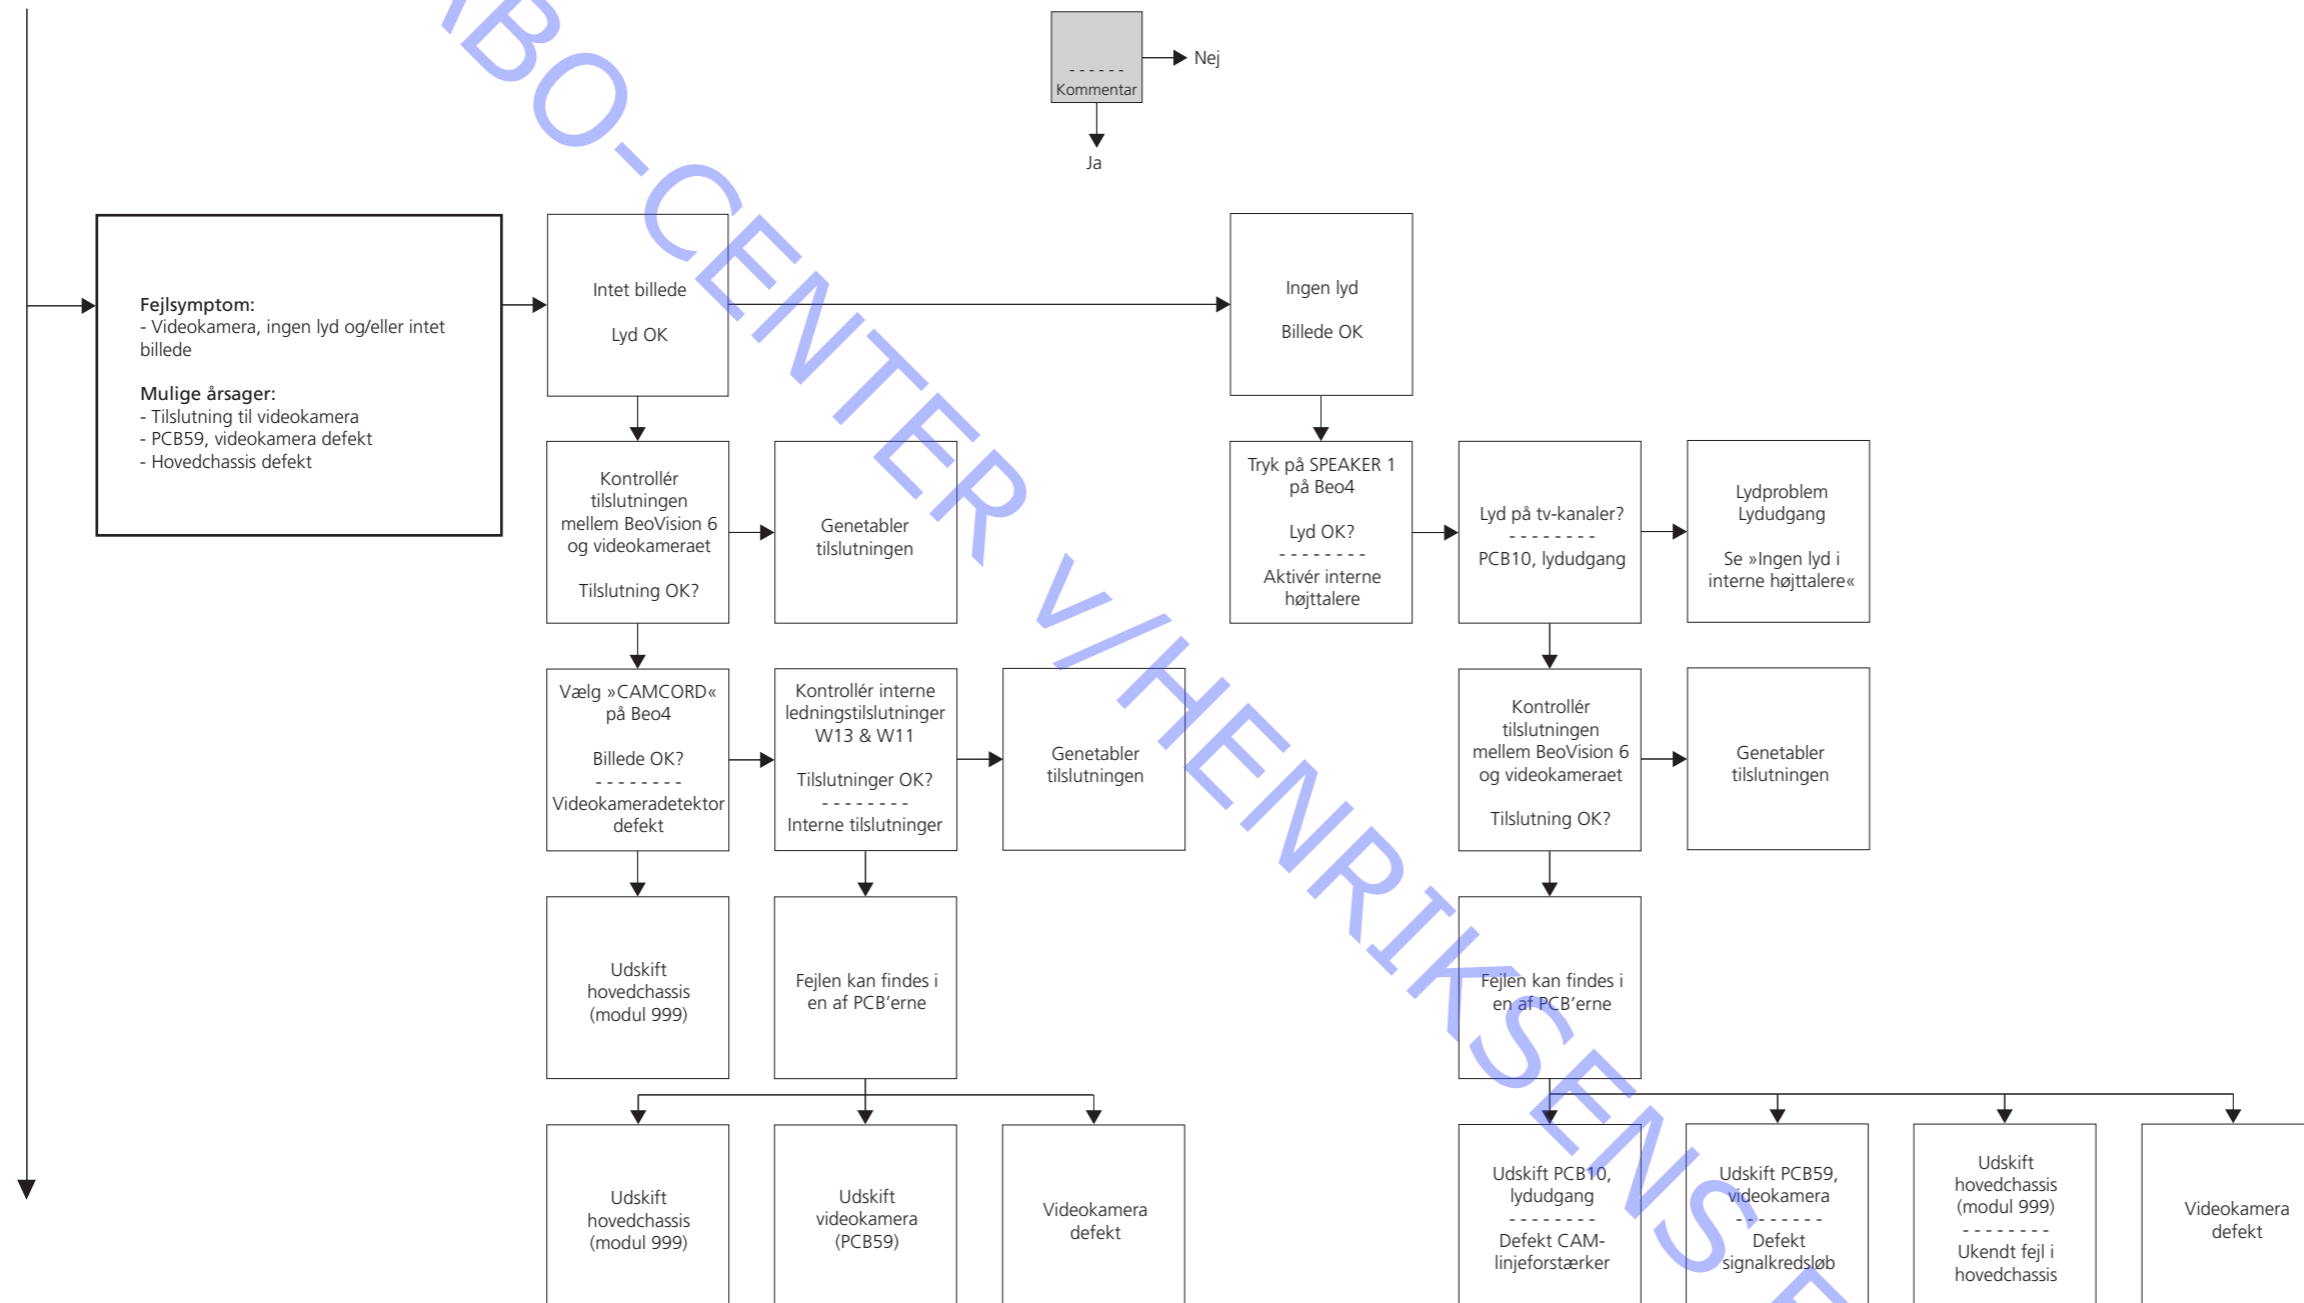 - - - - - -
Kommentar
Nej
Ja
Fejlsymptom:
- Videokamera, ingen lyd og/eller intet
billede
Mulige årsager:
- Tilslutning til videokamera
- PCB59, videokamera defekt
- Hovedchassis defekt
Intet billede
Lyd OK
Ingen lyd
Billede OK
Kontrollér
tilslutningen
mellem BeoVision 6
og videokameraet
Tilslutning OK?
Genetabler
tilslutningen
Tryk på SPEAKER 1
på Beo4
Lyd OK?
- - - - - - - -
Aktivér interne
højttalere
Lyd på tv-kanaler?
- - - - - - - -
PCB10, lydudgang
Lydproblem
Lydudgang
Se »Ingen lyd i
interne højttalere«
Vælg »CAMCORD«
på Beo4
Billede OK?
- - - - - - - -
Videokameradetektor
defekt
Kontrollér interne
ledningstilslutninger
W13 & W11
Tilslutninger OK?
- - - - - - - -
Interne tilslutninger
Genetabler
tilslutningen
Kontrollér
tilslutningen
mellem BeoVision 6
og videokameraet
Tilslutning OK?
Genetabler
tilslutningen
Udskift
hovedchassis
(modul 999)
Fejlen kan findes i
en af PCB’erne
Fejlen kan findes i
en af PCB’erne
Udskift
hovedchassis
(modul 999)
Udskift
videokamera
(PCB59)
Videokamera
defekt
Udskift PCB10,
lydudgang
- - - - - - - -
Defekt CAM-
linjeforstærker
Udskift PCB59,
videokamera
- - - - - - - -
Defekt
signalkredsløb
Udskift
hovedchassis
(modul 999)
- - - - - - - -
Ukendt fejl i
hovedchassis
Videokamera
defekt
BO-CENTER v/HENRIKSENS